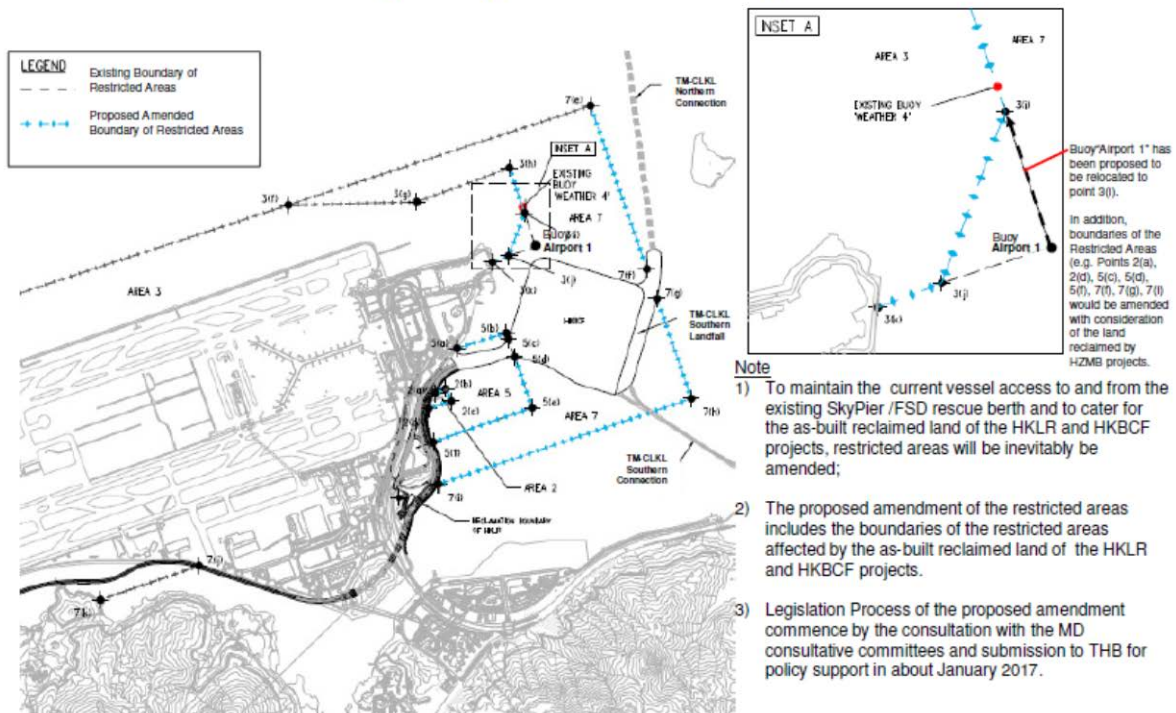 LEGEND
Existing Boundary of
Restricted Areas
Proposed Amended
Boundary of Restricted Areas
TM-CLKL
Northern
Connection
7(e)
INSET A
3(h)
EXISTING
BUOY
'WEATHER 4'
3(f)
3(g)
AREA 7
Buoy
Airport 1
AREA 3
3(j)
7(f)
7(g)
TM-CLKL
Southern
Landfall
5(b)
5(a)
5(c)
5(d)
2(b)
AREA 5
2(c)
5(e)
AREA 7
7(h)
5(f)
TM-CLKL
Southern
Connection
AREA 2
7(i)
RECLAMATION BOUNDARY
OF HKLR
7(j)
7(k)
INSET A
AREA 7
AREA 3
EXISTING BUOY
'WEATHER 4'
3(i)
Buoy
Airport 1
3(j)
Buoy"Airport 1" has
been proposed to
be relocated to
point 3(i).
In addition,
boundaries of the
Restricted Areas
(e.g. Points 2(a),
2(d), 5(c), 5(d),
5(f), 7(f), 7(g), 7(i)
would be amended
with consideration
of the land
reclaimed by
HZMB projects.
Note
1) To maintain the current vessel access to and from the
existing SkyPier /FSD rescue berth and to cater for
the as-built reclaimed land of the HKLR and HKBCF
projects, restricted areas will be inevitably be
amended;
2) The proposed amendment of the restricted areas
includes the boundaries of the restricted areas
affected by the as-built reclaimed land of the HKLR
and HKBCF projects.
3) Legislation Process of the proposed amendment
commence by the consultation with the MD
consultative committees and submission to THB for
policy support in about January 2017.